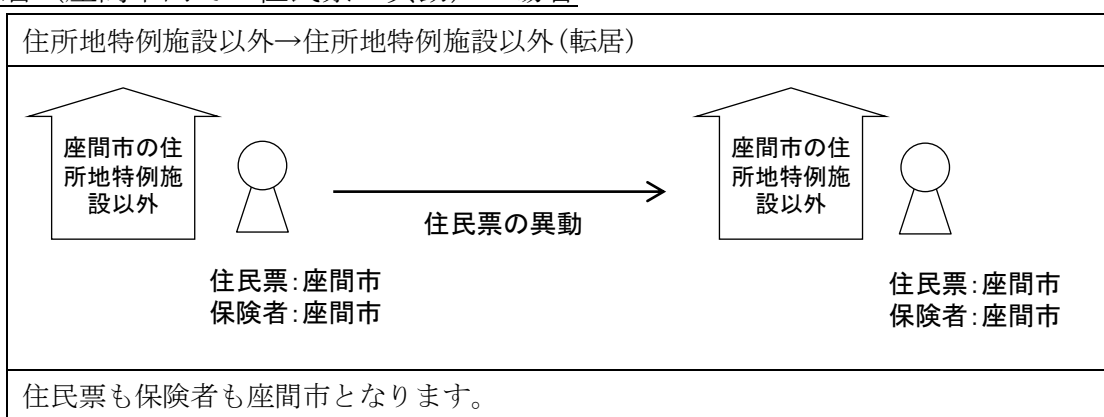 住所地特例施設以外→住所地特例施設以外(転居)
座間市の住
所地特例施
設以外
住民票の異動
座間市の住
所地特例施
設以外
住民票:座間市
保険者:座間市
住民票:座間市
保険者:座間市
住民票も保険者も座間市となります。